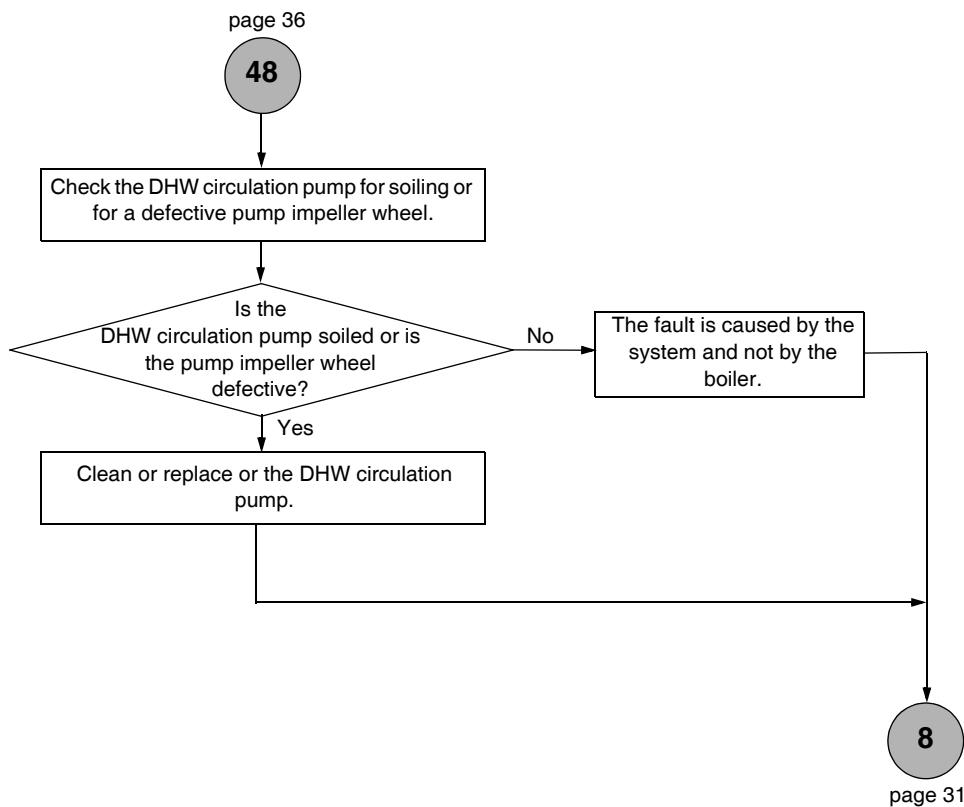 page 36
48
Check the DHW circulation pump for soiling or
for a defective pump impeller wheel.
Is the
DHW circulation pump soiled or is
the pump impeller wheel
defective?
No
The fault is caused by the
system and not by the
boiler.
Yes
Clean or replace or the DHW circulation
pump.
8
page 31